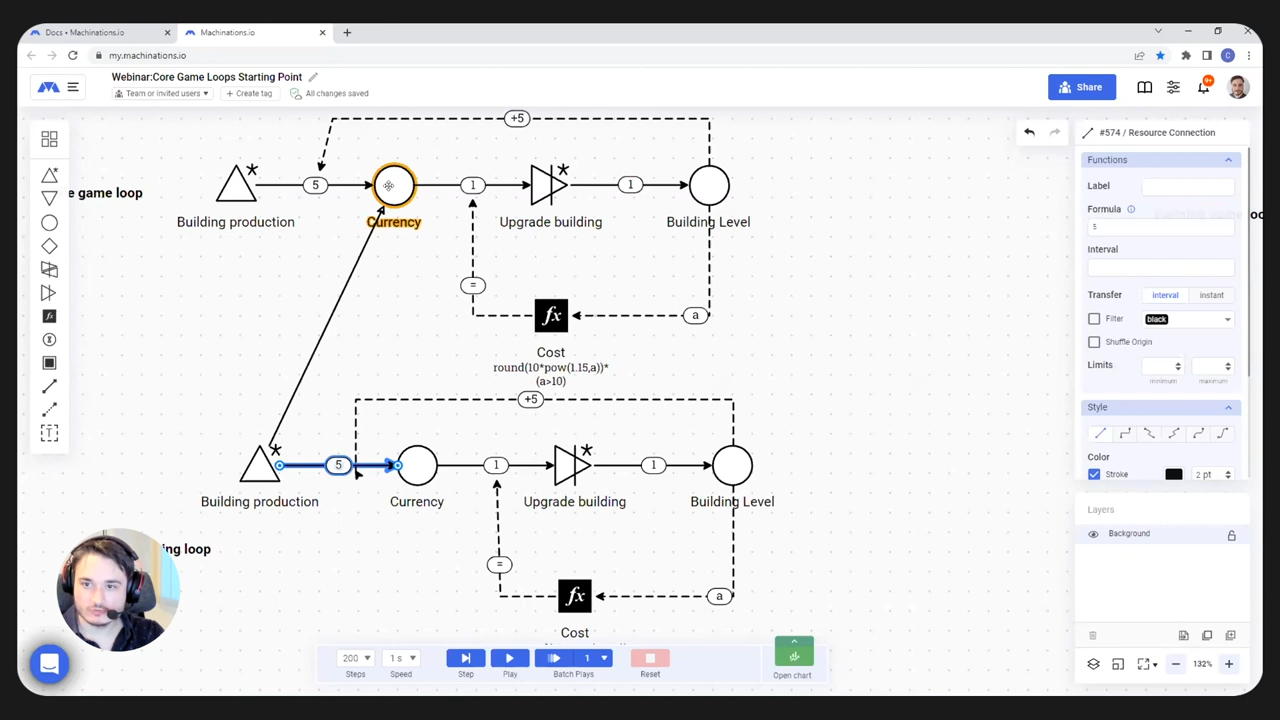 Docs • Machinations.io
Machinations.io
my.machinations.io
Webinar:Core Game Loops Starting Point
Team or invited users
+ Create tag
All changes saved
Share
9+
+5
#574 / Resource Connection
Functions
Label
Formula
5
Interval
Transfer
interval
instant
Filter
black
Shuffle Origin
Limits
minimum
maximum
Style
Color
Stroke
2 pt
Layers
Background
132%
e game loop
*
5
1
*
1
Building production
Currency
Upgrade building
Building Level
=
fx
a
Cost
round(10*pow(1.15,a))*
(a>10)
+5
*
5
1
*
1
Building production
Currency
Upgrade building
Building Level
ing loop
=
fx
a
Cost
200
1 s
1
Steps
Speed
Step
Play
Batch Plays
Reset
Open chart
fx
T
C